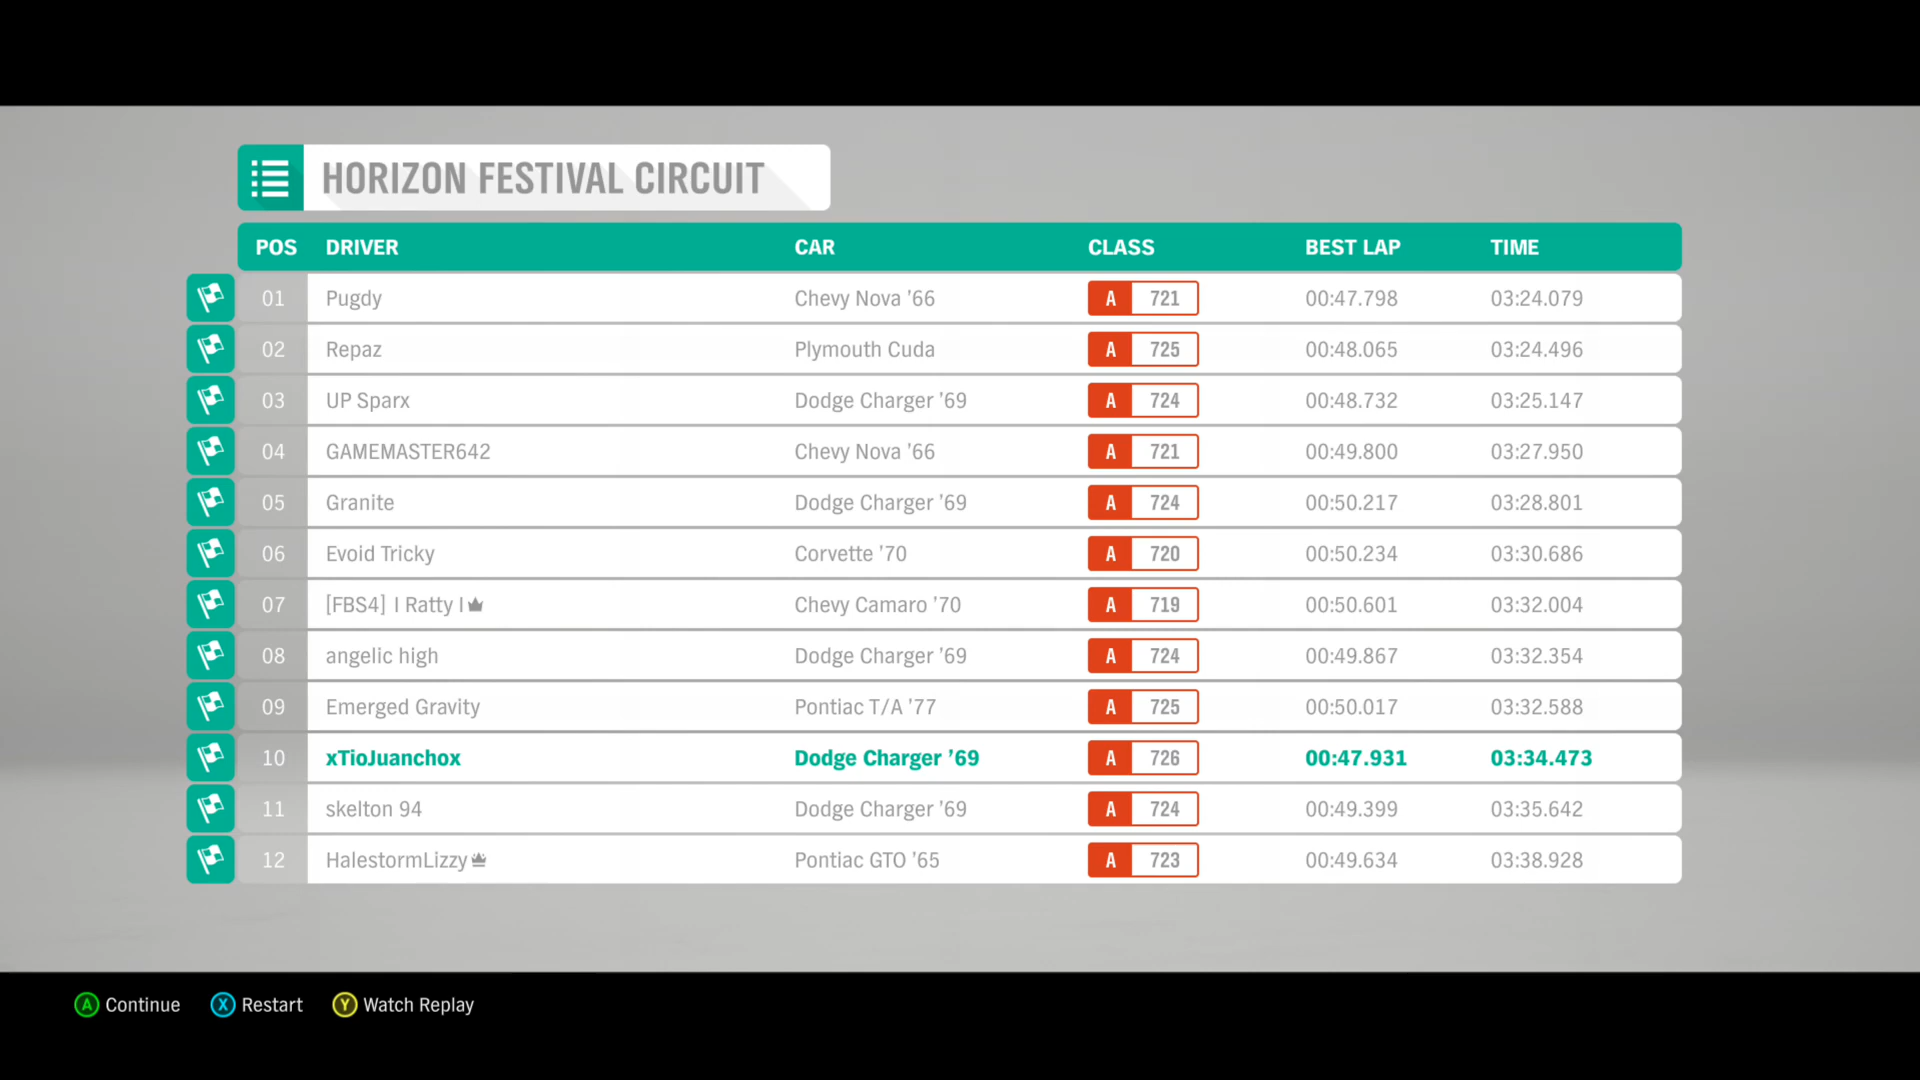 HORIZON FESTIVAL CIRCUIT
POS DRIVER CAR CLASS BEST LAP TIME
01 Pugdy Chevy Nova ’66 A 721 00:47.798 03:24.079
02 Repaz Plymouth Cuda A 725 00:48.065 03:24.496
03 UP Sparx Dodge Charger ’69 A 724 00:48.732 03:25.147
04 GAMEMASTER642 Chevy Nova ’66 A 721 00:49.800 03:27.950
05 Granite Dodge Charger ’69 A 724 00:50.217 03:28.801
06 Evoid Tricky Corvette ’70 A 720 00:50.234 03:30.686
07 [FBS4] I Ratty I Chevy Camaro ’70 A 719 00:50.601 03:32.004
08 angelic high Dodge Charger ’69 A 724 00:49.867 03:32.354
09 Emerged Gravity Pontiac T/A ’77 A 725 00:50.017 03:32.588
10 xTioJuanchox Dodge Charger ’69 A 726 00:47.931 03:34.473
11 skelton 94 Dodge Charger ’69 A 724 00:49.399 03:35.642
12 HalestormLizzy Pontiac GTO ’65 A 723 00:49.634 03:38.928
A Continue X Restart Y Watch Replay